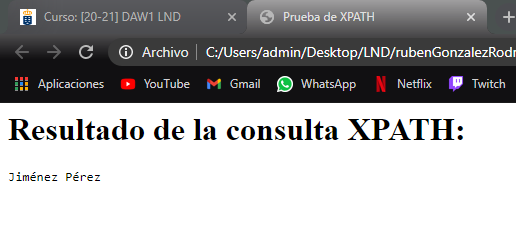 Curso: [20-21] DAW1 LND
Prueba de XPATH
Archivo C:/Users/admin/Desktop/LND/rubenGonzalezRodr
Aplicaciones YouTube Gmail WhatsApp Netflix Twitch
Resultado de la consulta XPATH:
Jiménez Pérez